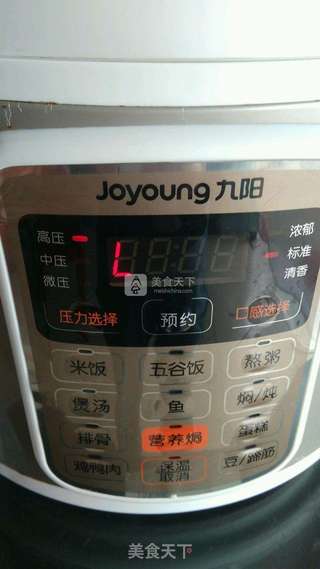 Joyoung 九阳
高压
中压
微压
L
浓郁
标准
清香
美食天下
meishichina.com
压力选择
预约
口感选择
米饭
五谷饭
熬粥
煲汤
鱼
焖/炖
排骨
营养焗
蛋糕
鸡鸭肉
保温
取消
豆/蹄筋
美食天下